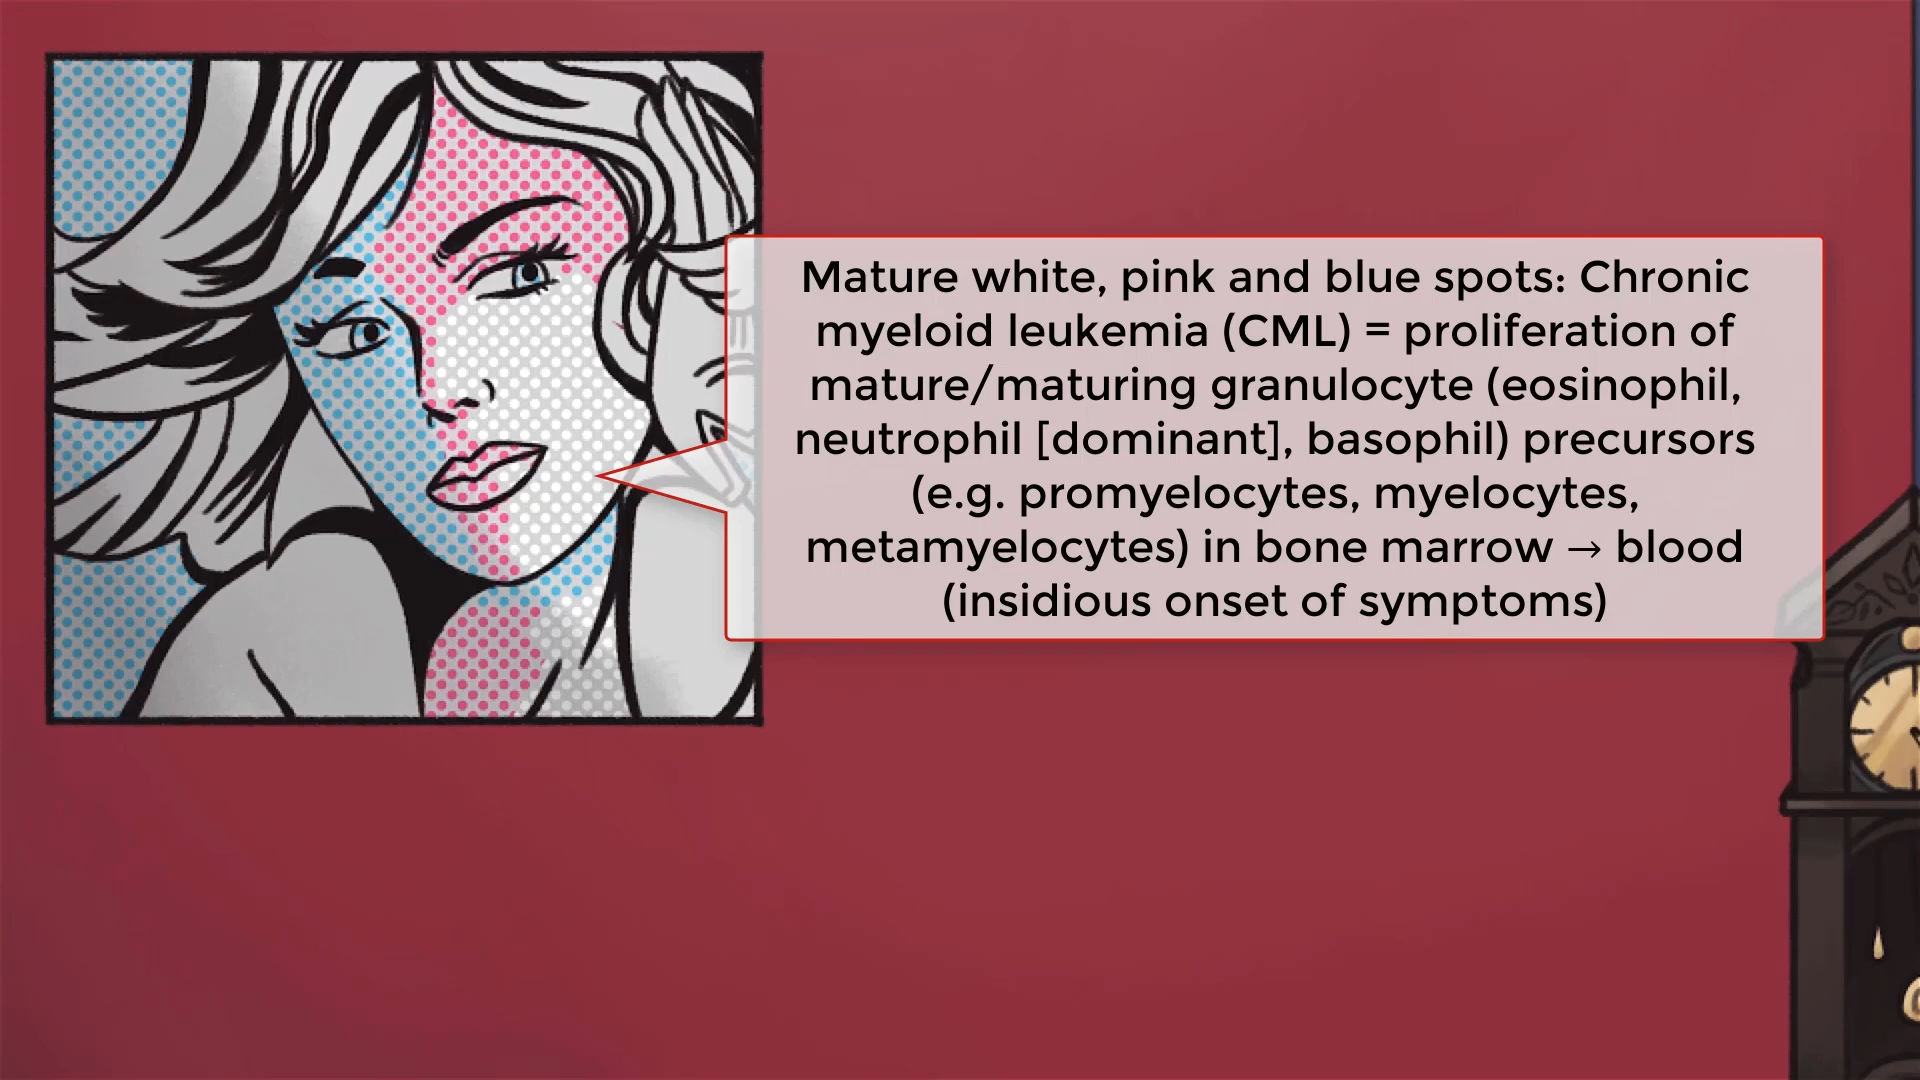 Mature white, pink and blue spots: Chronic
myeloid leukemia (CML) = proliferation of
mature/maturing granulocyte (eosinophil,
neutrophil [dominant], basophil) precursors
(e.g. promyelocytes, myelocytes,
metamyelocytes) in bone marrow → blood
(insidious onset of symptoms)